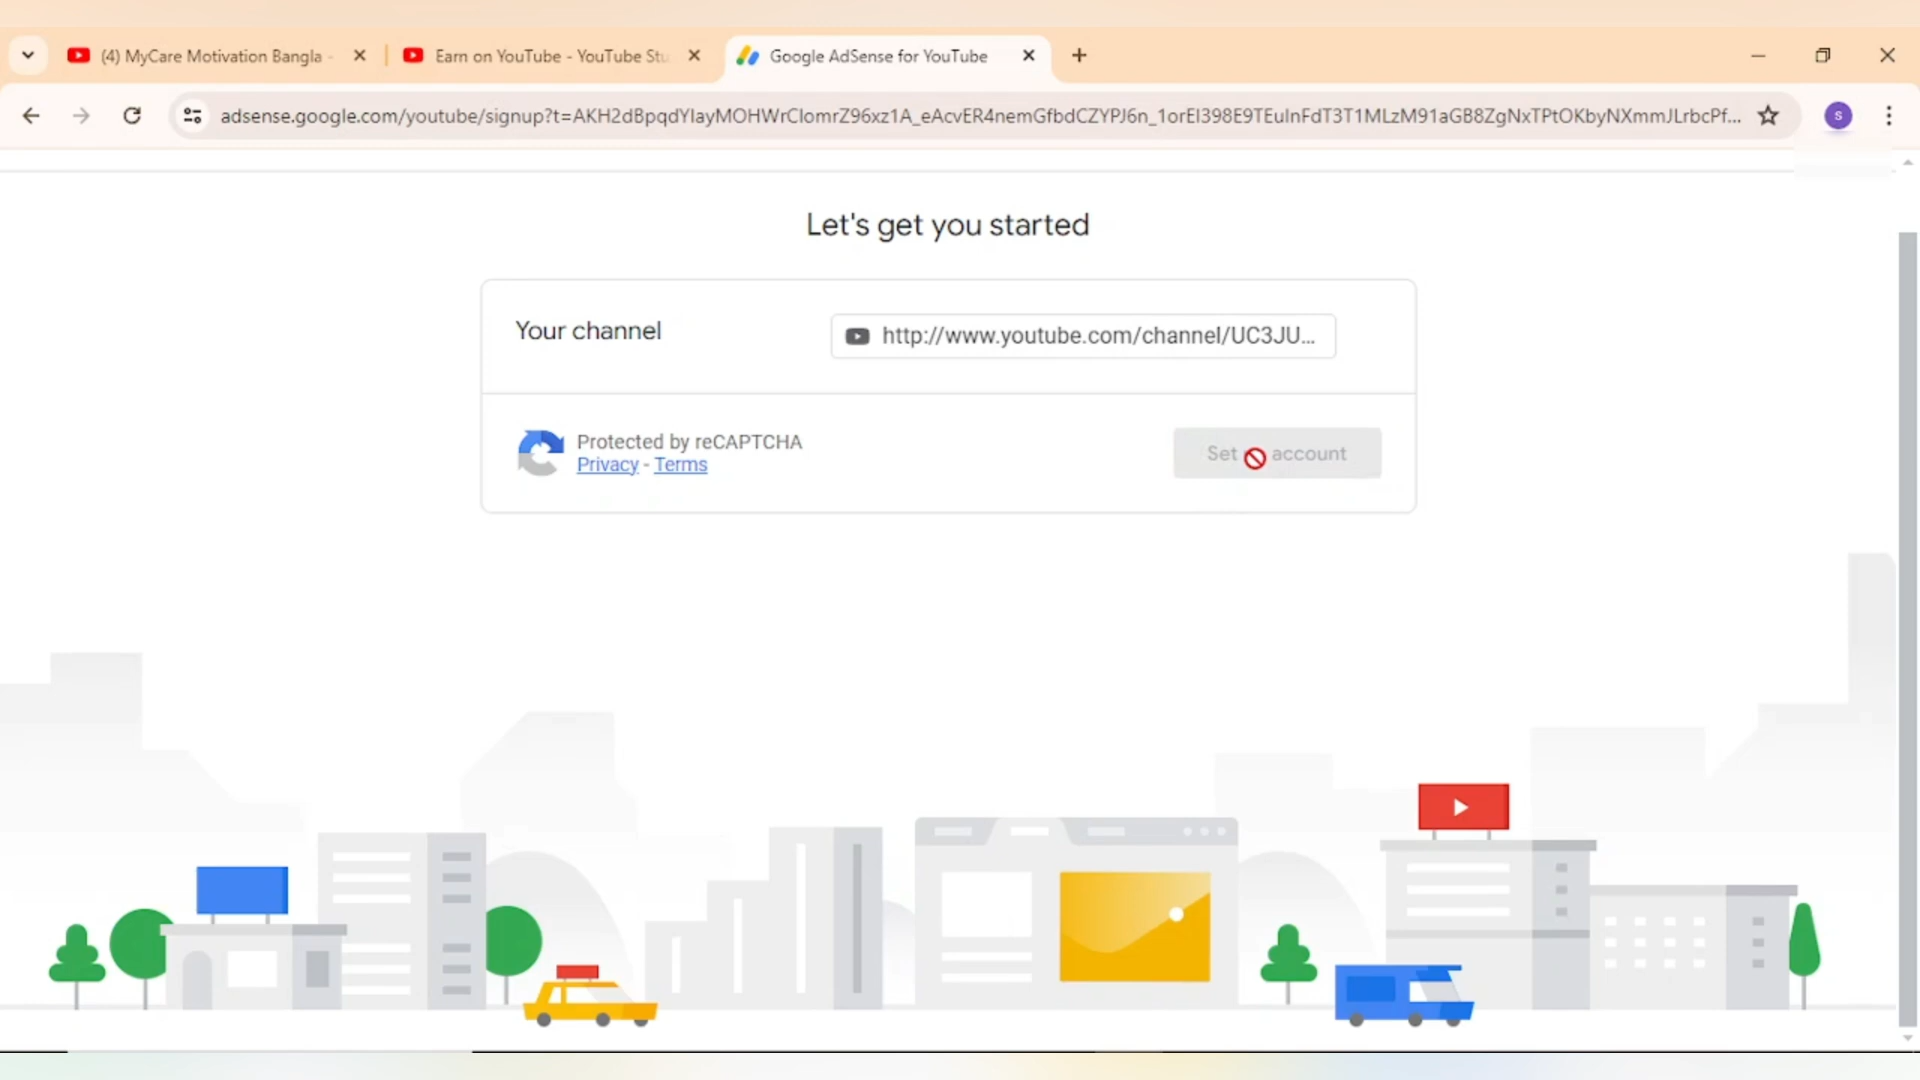 (4) MyCare Motivation Bangla -
Earn on YouTube - YouTube Stu
Google AdSense for YouTube
adsense.google.com/youtube/signup?t=AKH2dBpqdYIayMOHWrCIomrZ96xz1A_eAcvER4nemGfbdCZYPJ6n_1orEI398E9TEuInFdT3T1MLzM91aGB8ZgNxTPtOKbyNXmmJLrbcPf...
s
Let's get you started
Your channel
http://www.youtube.com/channel/UC3JU...
Protected by reCAPTCHA
Privacy - Terms
Set account